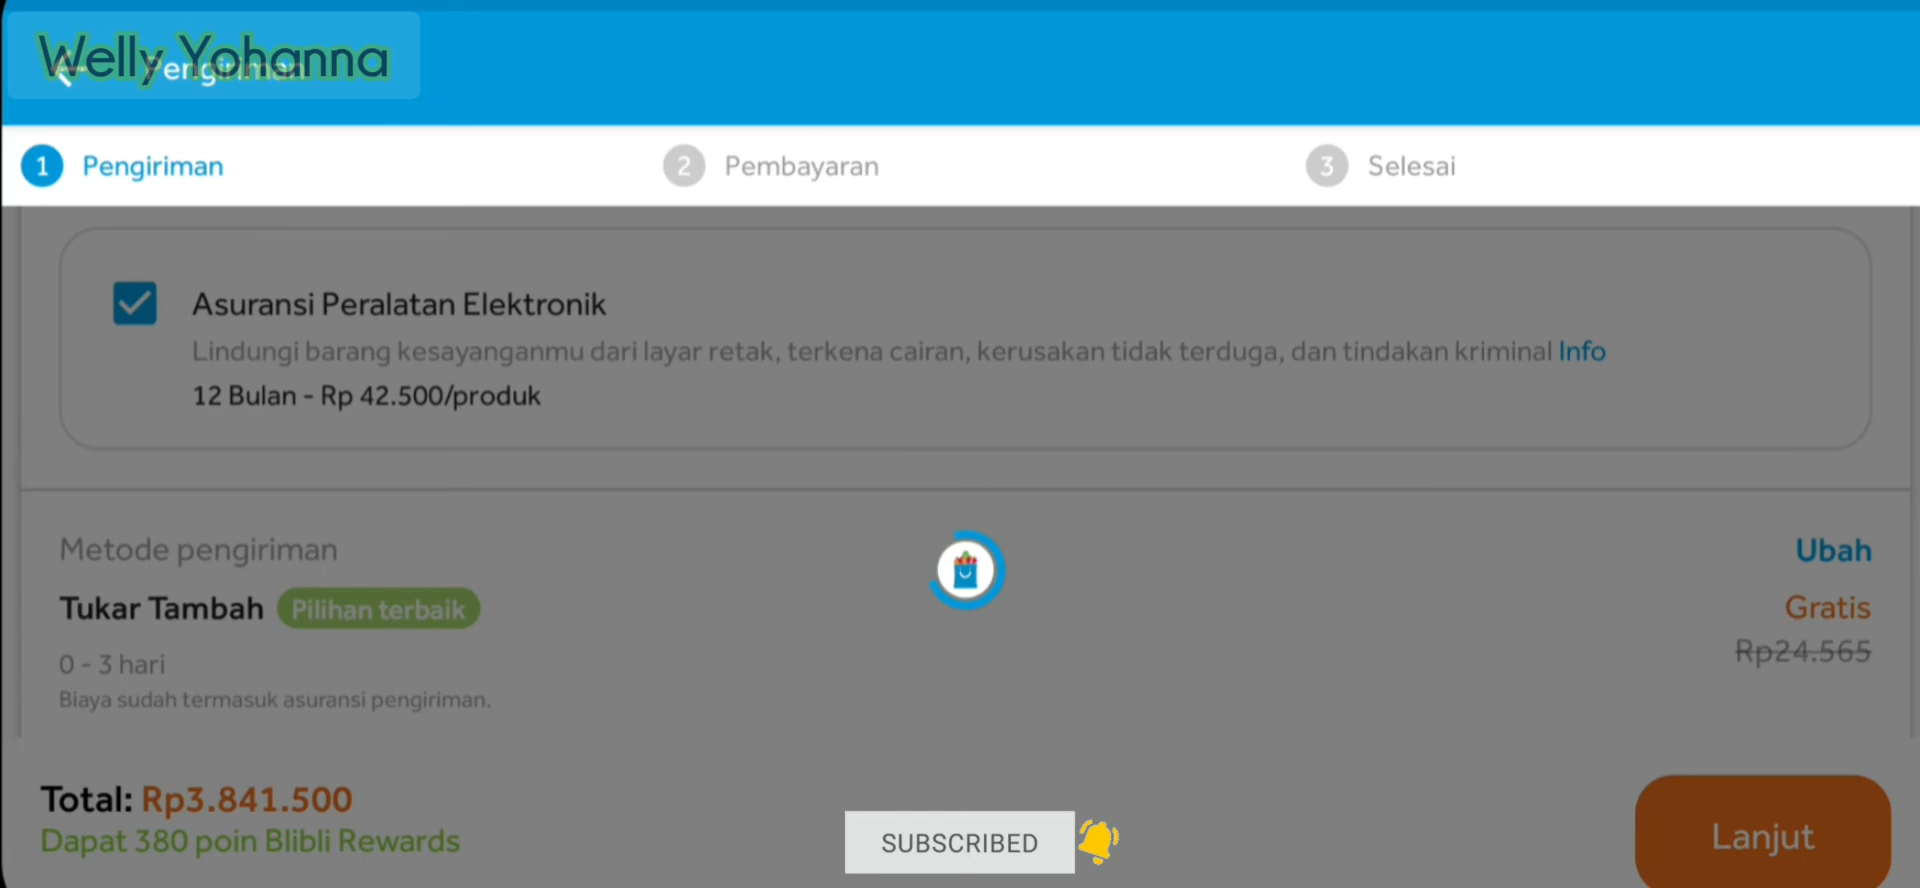 Welly Yohanna
Pengiriman
1 Pengiriman
2 Pembayaran
3 Selesai
Asuransi Peralatan Elektronik
Lindungi barang kesayanganmu dari layar retak, terkena cairan, kerusakan tidak terduga, dan tindakan kriminal Info
12 Bulan - Rp 42.500/produk
Metode pengiriman
Ubah
Tukar Tambah Pilihan terbaik
Gratis
Rp24.565
0 - 3 hari
Biaya sudah termasuk asuransi pengiriman.
Total: Rp3.841.500
Dapat 380 poin Blibli Rewards
SUBSCRIBED
Lanjut